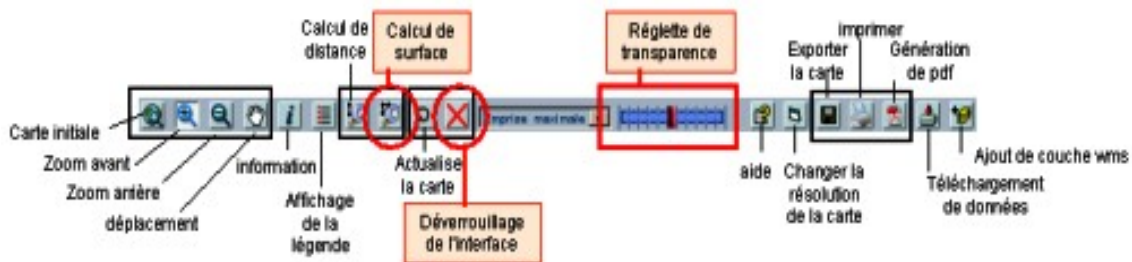 Calcul de
distance
Calcul de
surface
Réglette de
transparence
imprimer
Exporter
la carte
Génération
de pdf
Emprise maximale
Carte initiale
Zoom avant
Zoom arrière
déplacement
information
Affichage
de la
légende
Actualise
la carte
Déverrouillage
de l'interface
aide
Changer la
résolution
de la carte
Téléchargement
de données
Ajout de couche wms